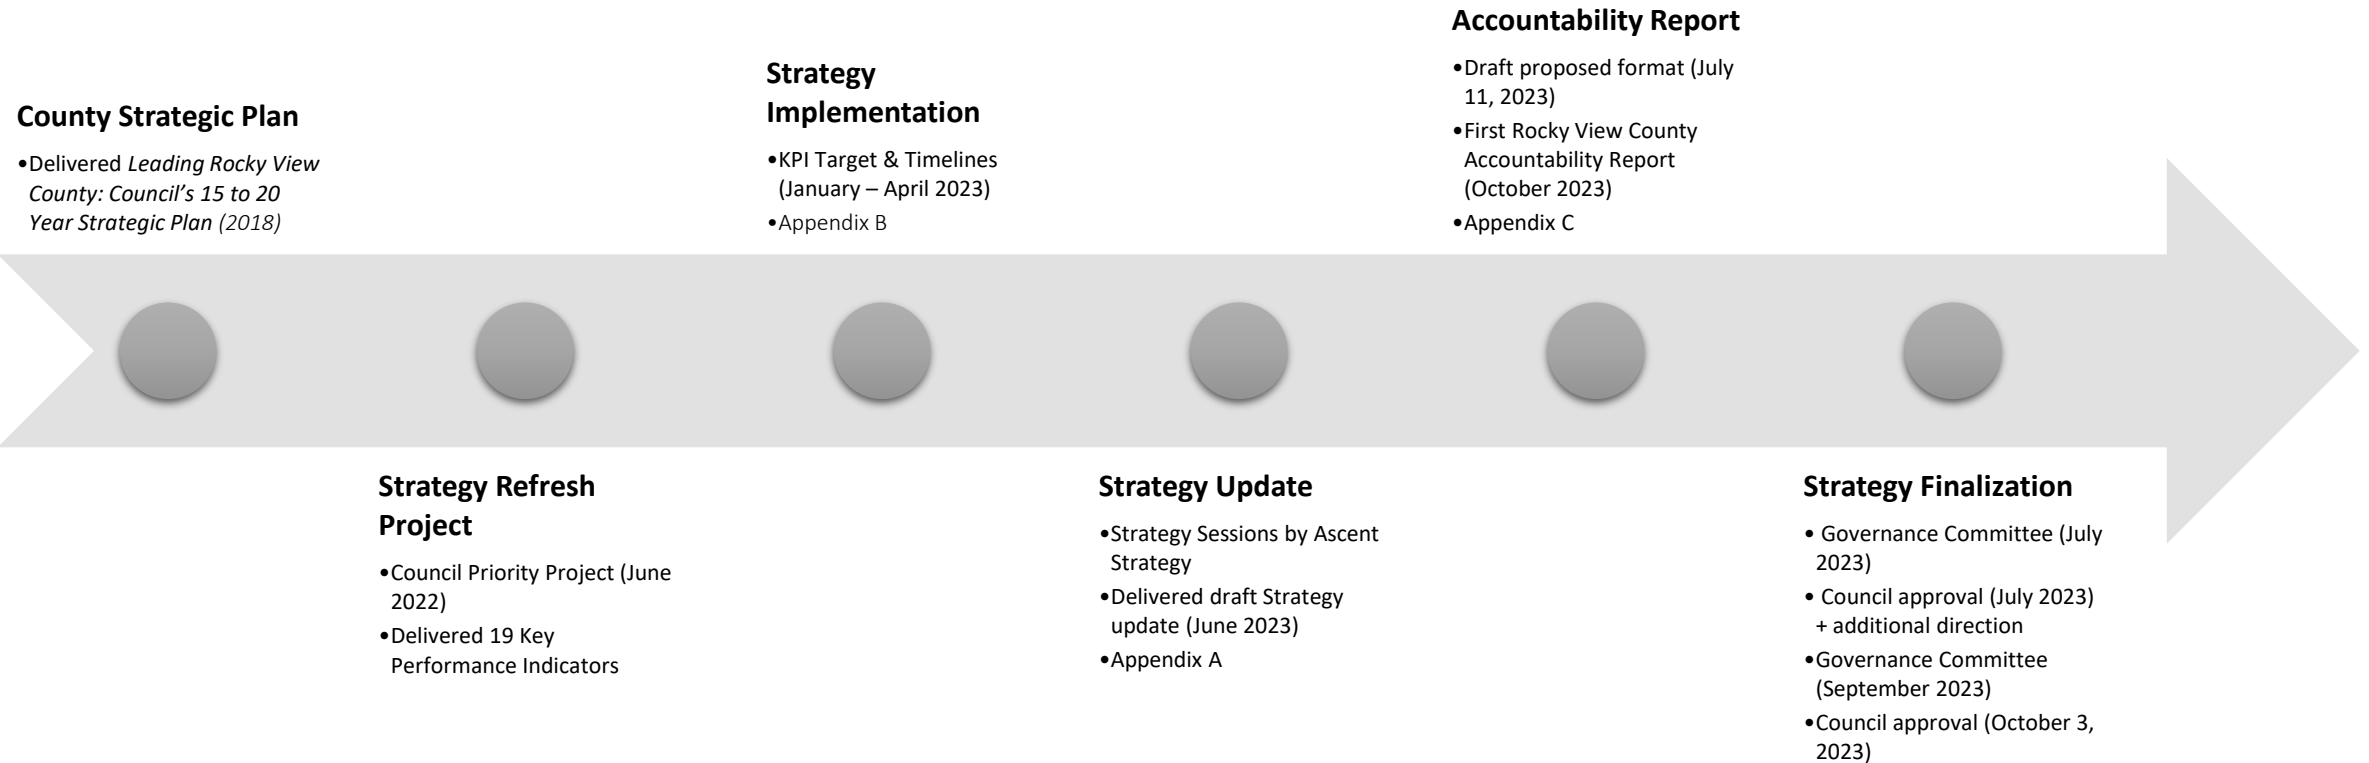 County Strategic Plan
•Delivered Leading Rocky View
County: Council’s 15 to 20
Year Strategic Plan (2018)
Strategy Refresh
Project
•Council Priority Project (June
2022)
•Delivered 19 Key
Performance Indicators
Strategy
Implementation
•KPI Target & Timelines
(January – April 2023)
•Appendix B
Strategy Update
•Strategy Sessions by Ascent
Strategy
•Delivered draft Strategy
update (June 2023)
•Appendix A
Accountability Report
•Draft proposed format (July
11, 2023)
•First Rocky View County
Accountability Report
(October 2023)
•Appendix C
Strategy Finalization
• Governance Committee (July
2023)
• Council approval (July 2023)
+ additional direction
•Governance Committee
(September 2023)
•Council approval (October 3,
2023)